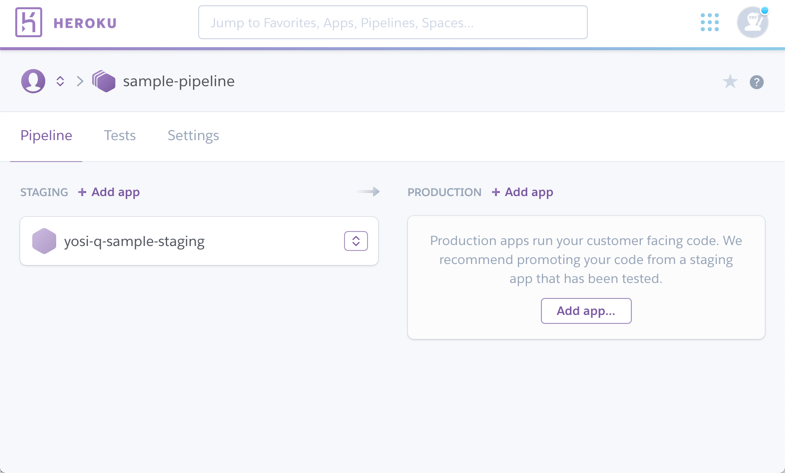 HEROKU
Jump to Favorites, Apps, Pipelines, Spaces...
sample-pipeline
?
Pipeline Tests Settings
STAGING + Add app
yosi-q-sample-staging
PRODUCTION + Add app
Production apps run your customer facing code. We
recommend promoting your code from a staging
app that has been tested.
Add app...